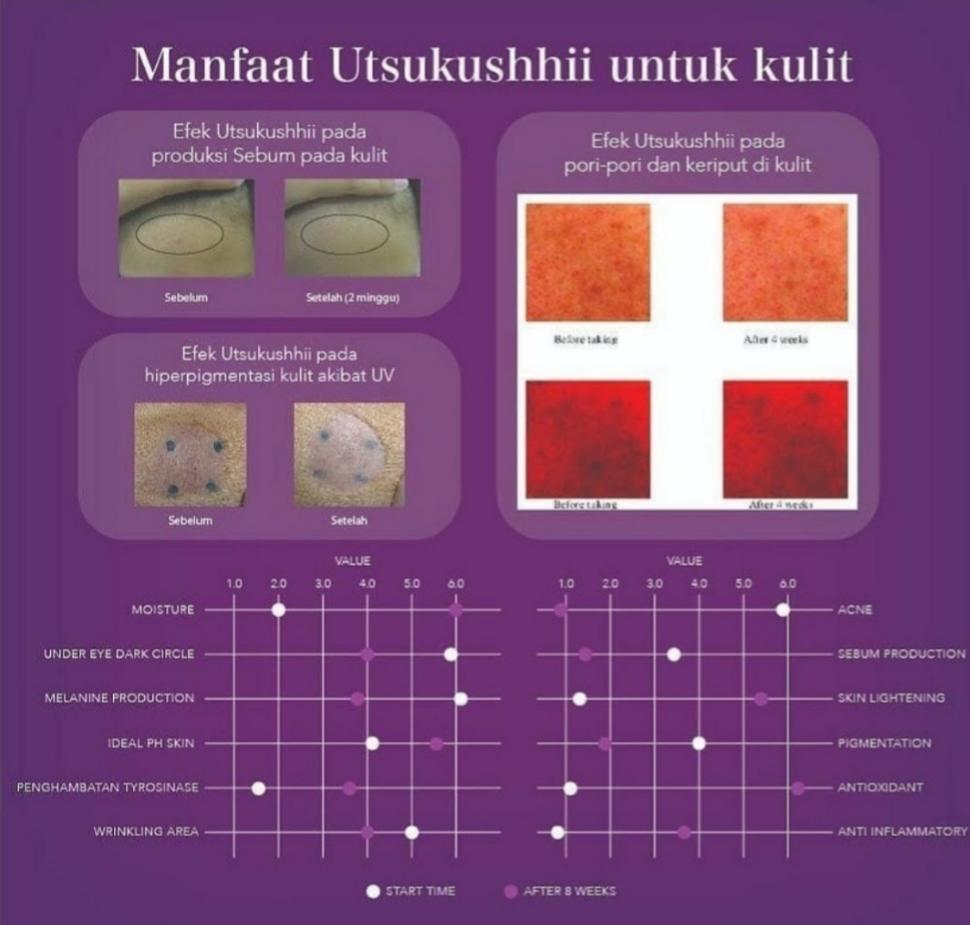 Manfaat Utsukushhii untuk kulit
Efek Utsukushhii pada
produksi Sebum pada kulit
Sebelum
Setelah (2 minggu)
Efek Utsukushhii pada
hiperpigmentasi kulit akibat UV
Sebelum
Setelah
Efek Utsukushhii pada
pori-pori dan keriput di kulit
Before taking
After 4 weeks
Before taking
After 4 weeks
VALUE
1.0 2.0 3.0 4.0 5.0 6.0
MOISTURE
UNDER EYE DARK CIRCLE
MELANINE PRODUCTION
IDEAL PH SKIN
PENGHAMBATAN TYROSINASE
WRINKLING AREA
VALUE
1.0 2.0 3.0 4.0 5.0 6.0
ACNE
SEBUM PRODUCTION
SKIN LIGHTENING
PIGMENTATION
ANTIOXIDANT
ANTI INFLAMMATORY
START TIME
AFTER 8 WEEKS